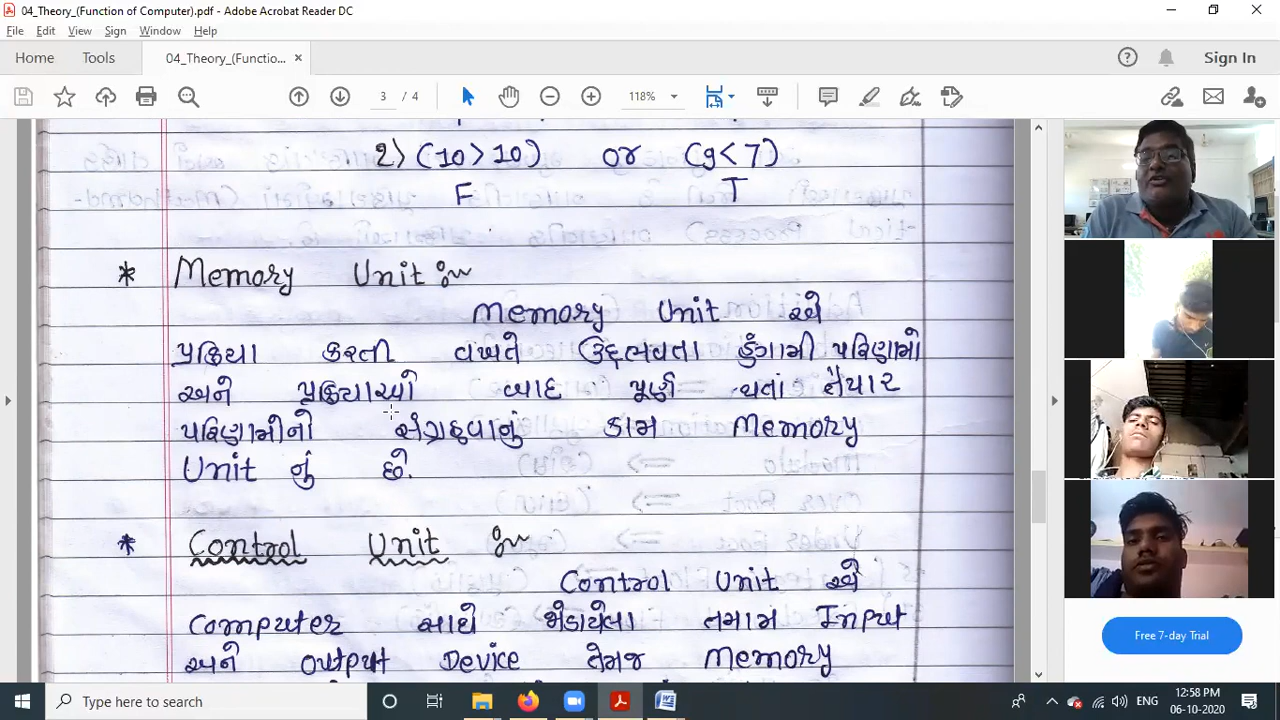 04_Theory_(Function of Computer).pdf - Adobe Acrobat Reader DC
File Edit View Sign Window Help
Home Tools 04_Theory_(Functio... × Sign In
3 / 4 118%
2) (10>10) or (9<7)
F T
* Memory Unit :-
Memory Unit એ
પ્રક્રિયા કરતી વખતે ઉદ્દભવતા હુંગામી પરિણામો
અને પ્રક્રિયાઓ બાદ પૂર્ણ થતાં તૈયાર
પરિણામોનો સંગ્રહવાનું કામ Memory
Unit નું છે.
* Control Unit :-
Control Unit એ
Computer સાથે જોડાયેલા તમામ Input
અને Output Device તેમજ Memory
Free 7-day Trial
Type here to search
ENG 12:58 PM
06-10-2020